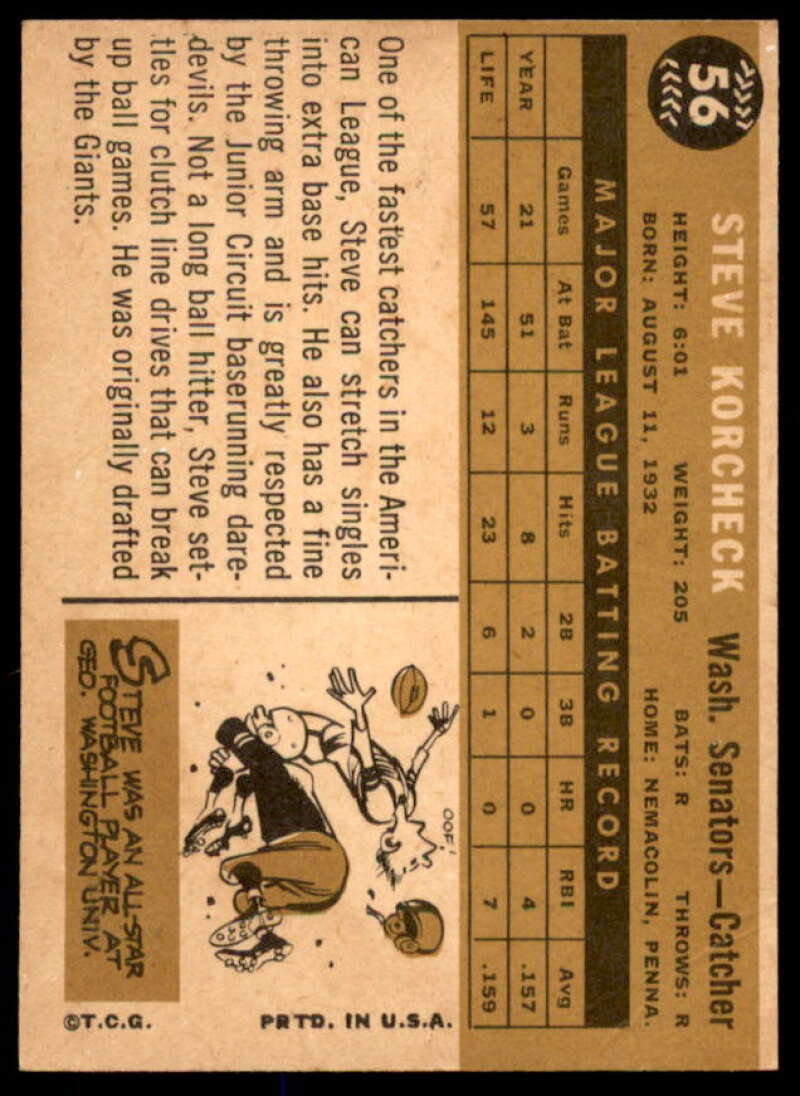 56
STEVE KORCHECK Wash. Senators—Catcher
HEIGHT: 6:01 WEIGHT: 205 BATS: R THROWS: R
BORN: AUGUST 11, 1932 HOME: NEMACOLIN, PENNA.
MAJOR LEAGUE BATTING RECORD
Games At Bat Runs Hits 2B 3B HR RBI Avg
YEAR 21 51 3 8 2 0 0 4 .157
LIFE 57 145 12 23 6 1 0 7 .159
One of the fastest catchers in the Ameri-
can League, Steve can stretch singles
into extra base hits. He also has a fine
throwing arm and is greatly respected
by the Junior Circuit baserunning dare-
devils. Not a long ball hitter, Steve set-
tles for clutch line drives that can break
up ball games. He was originally drafted
by the Giants.
OOF!
STEVE WAS AN ALL-STAR
FOOTBALL PLAYER AT
GEO. WASHINGTON UNIV.
©T.C.G. PRTD. IN U.S.A.